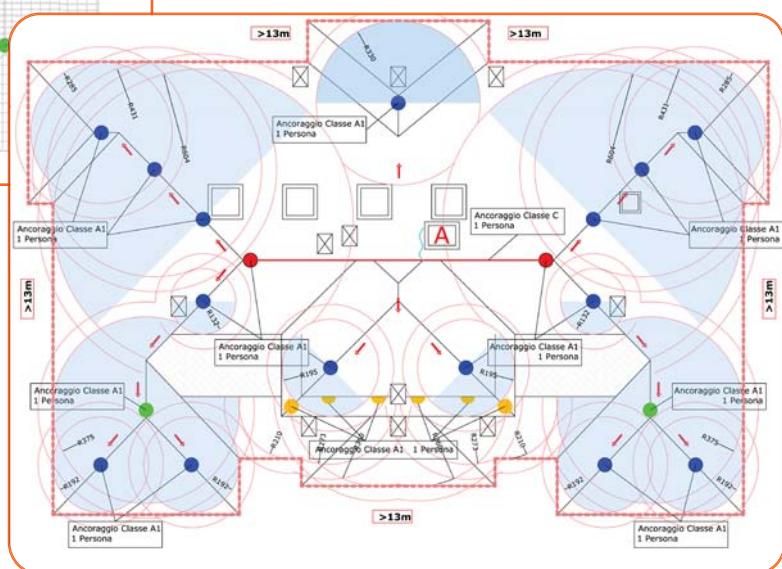 >13m
>13m
R330
R285
R431
R604
R604
R431
R285
Ancoraggio Classe A1
1 Persona
Ancoraggio Classe A1
1 Persona
Ancoraggio Classe C
1 Persona
Ancoraggio Classe A1
1 Persona
A
>13m
>13m
R132
R132
Ancoraggio Classe A1
1 Persona
Ancoraggio Classe A1
1 Persona
R195
R195
Ancoraggio Classe A1
1 Persona
Ancoraggio Classe A1
1 Persona
R375
R210
R273
R273
R210
R375
Ancoraggio Classe A1 1 Persona
R192
R192
R192
R192
Ancoraggio Classe A1
1 Persona
>13m
Ancoraggio Classe A1
1 Persona